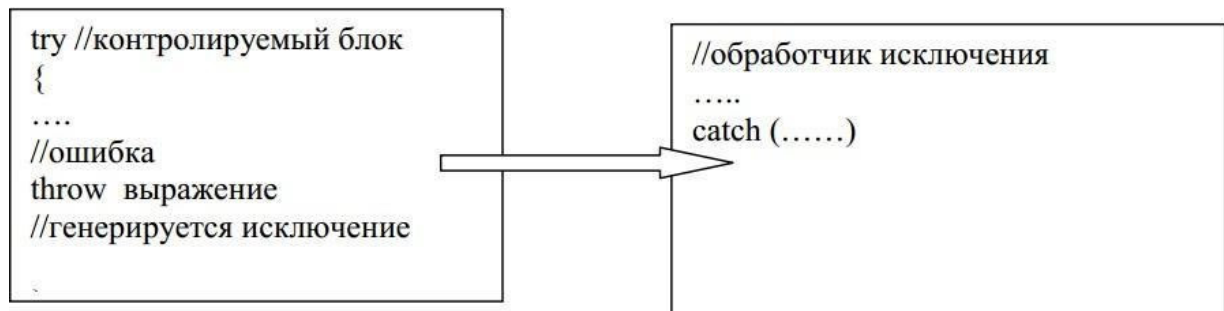 try //контролируемый блок
{
….
//ошибка
throw выражение
//генерируется исключение
//обработчик исключения
…..
catch (……)